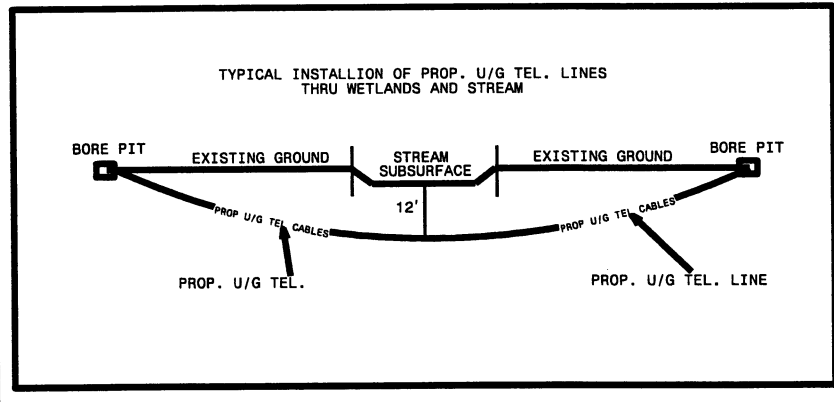 TYPICAL INSTALLION OF PROP. U/G TEL. LINES
THRU WETLANDS AND STREAM
BORE PIT
EXISTING GROUND
STREAM
SUBSURFACE
EXISTING GROUND
BORE PIT
12'
PROP U/G TEL CABLES
PROP U/G TEL CABLES
PROP. U/G TEL.
PROP. U/G TEL. LINE